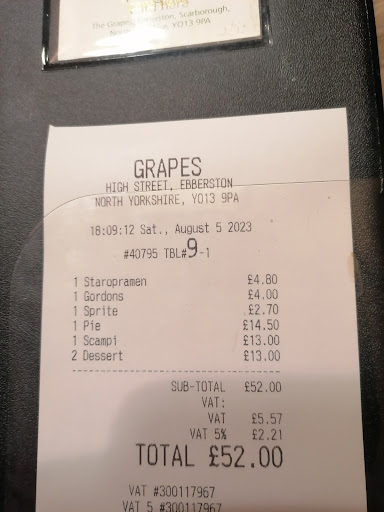 The Grapes, Ebberston, Scarborough,
North Yorkshire, YO13 9PA
GRAPES
HIGH STREET, EBBERSTON
NORTH YORKSHIRE, YO13 9PA
18:09:12 Sat., August 5 2023
#40795 TBL#9-1
1 Staropramen £4.80
1 Gordons £4.00
1 Sprite £2.70
1 Pie £14.50
1 Scampi £13.00
2 Dessert £13.00
SUB-TOTAL £52.00
VAT:
VAT £5.57
VAT 5% £2.21
TOTAL £52.00
VAT #300117967
VAT 5 #300117967